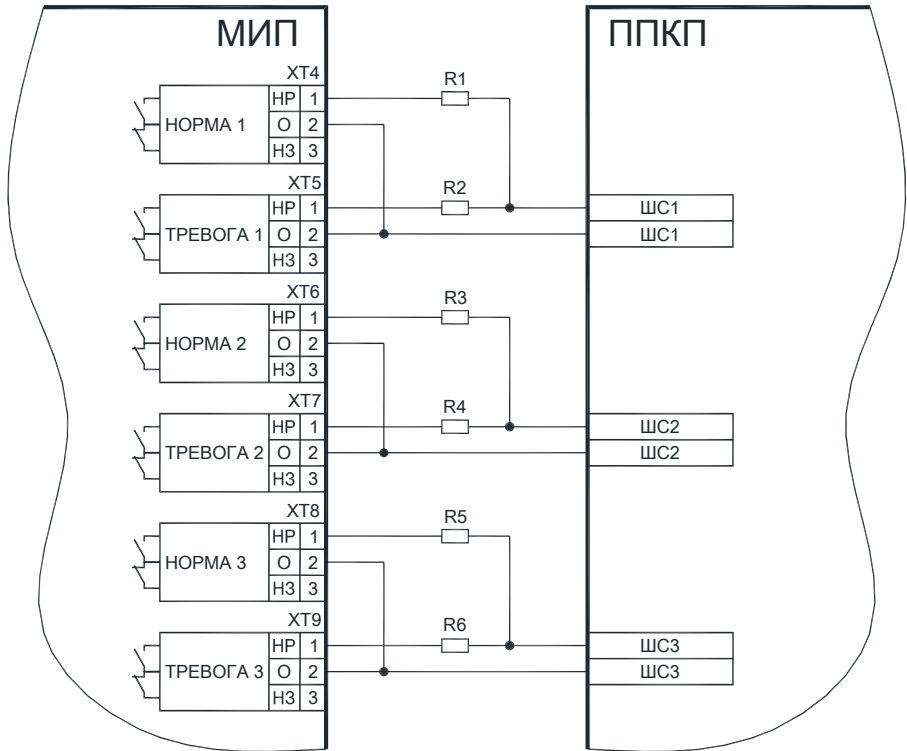 МИП
ППКП
XT4
R1
НР 1
НОРМА 1
О 2
НЗ 3
XT5
R2
НР 1
ШС1
ТРЕВОГА 1
О 2
ШС1
НЗ 3
XT6
R3
НР 1
НОРМА 2
О 2
НЗ 3
XT7
R4
НР 1
ШС2
ТРЕВОГА 2
О 2
ШС2
НЗ 3
XT8
R5
НР 1
НОРМА 3
О 2
НЗ 3
XT9
R6
НР 1
ШС3
ТРЕВОГА 3
О 2
ШС3
НЗ 3